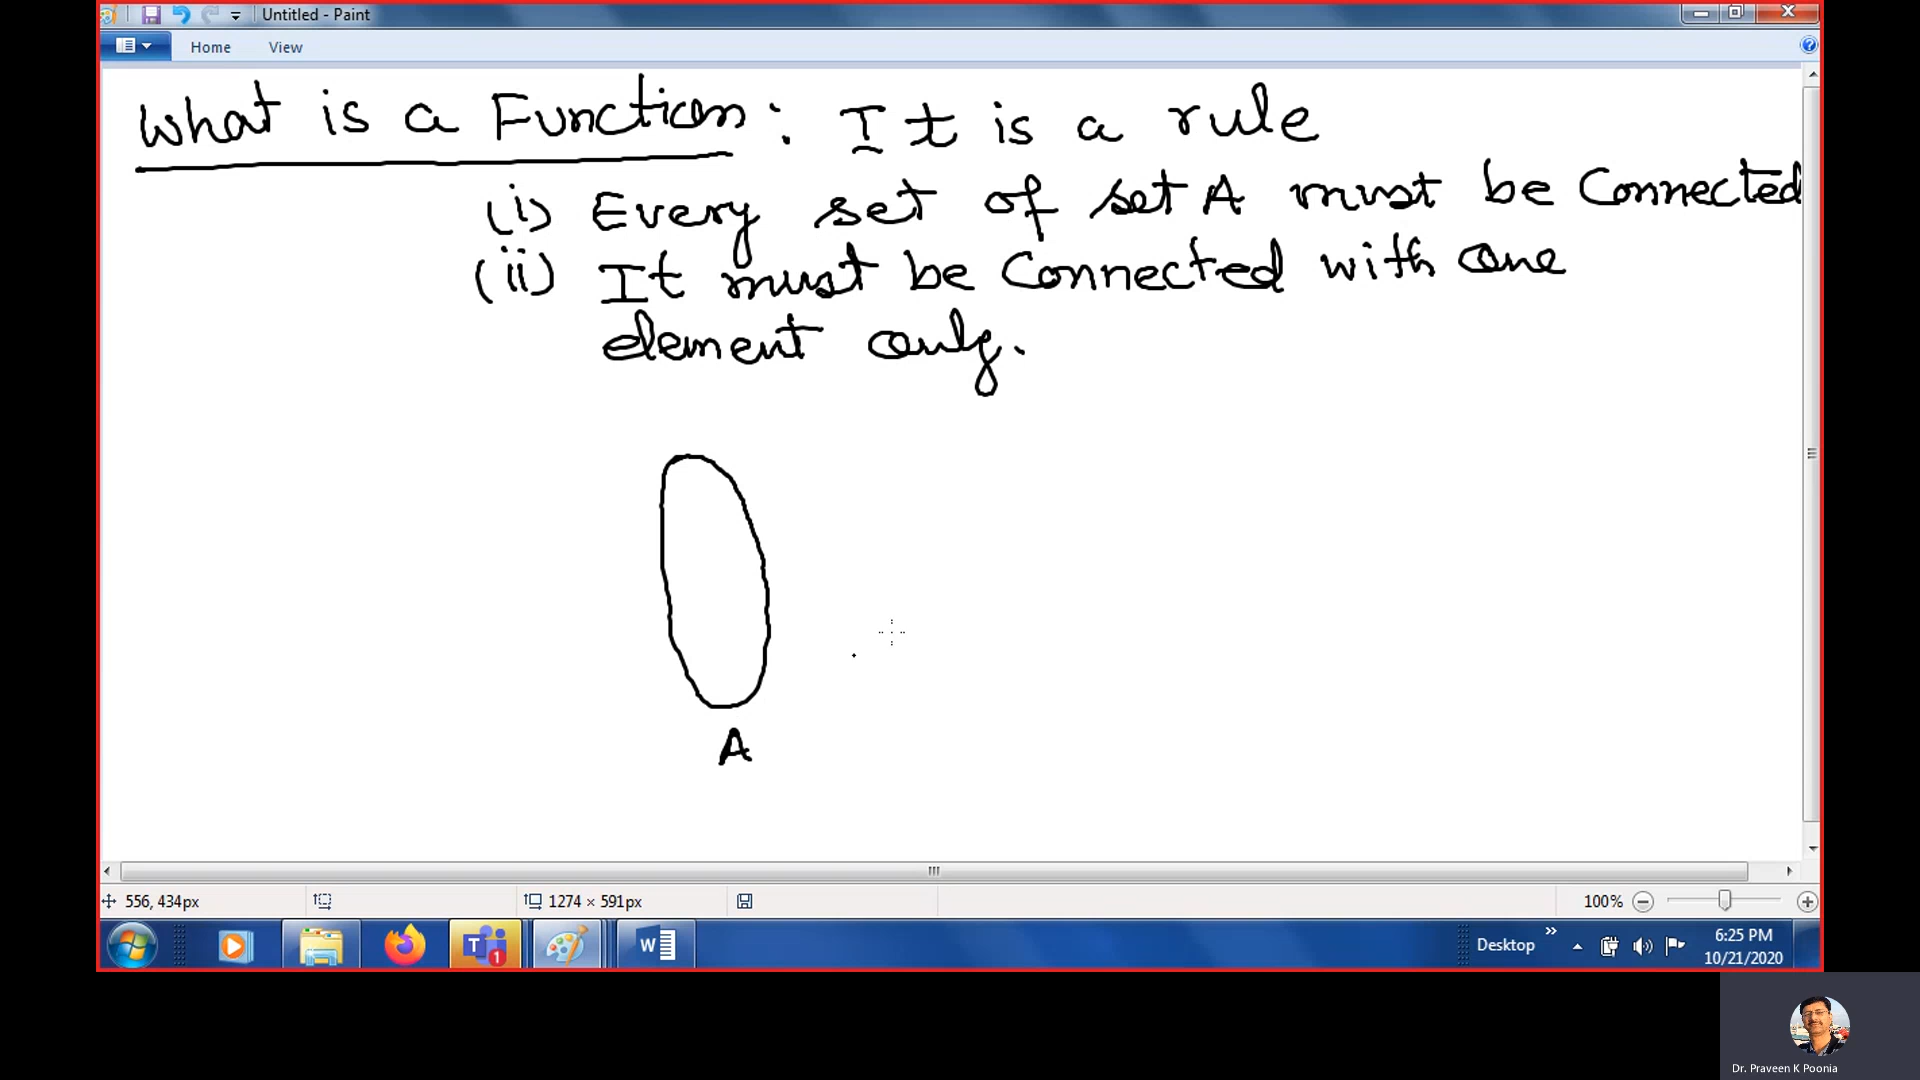 Untitled - Paint
Home View
What is a Function: It is a rule
(i) Every set of set A must be Connected
(ii) It must be Connected with one
element only.
A
556, 434px 1274 × 591px 100%
T 1 W Desktop 6:25 PM
10/21/2020
Dr. Praveen K Poonia